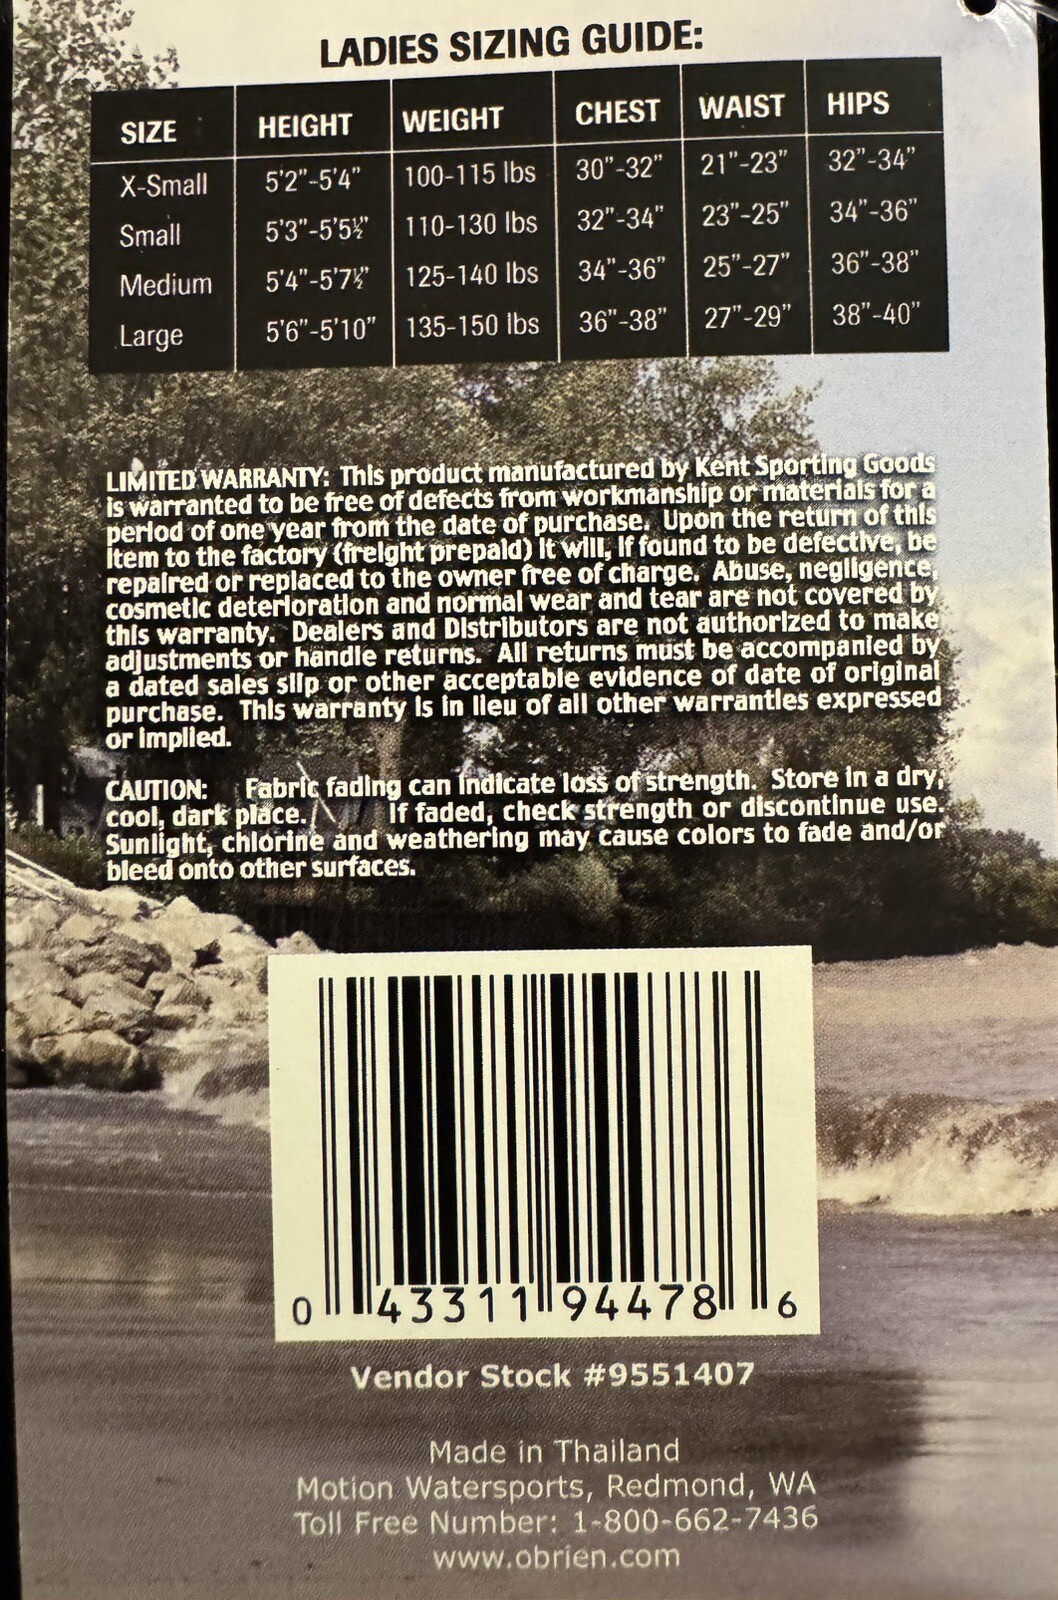 LADIES SIZING GUIDE:
SIZE HEIGHT WEIGHT CHEST WAIST HIPS
X-Small 5'2"-5'4" 100-115 lbs 30"-32" 21"-23" 32"-34"
Small 5'3"-5'5½" 110-130 lbs 32"-34" 23"-25" 34"-36"
Medium 5'4"-5'7½" 125-140 lbs 34"-36" 25"-27" 36"-38"
Large 5'6"-5'10" 135-150 lbs 36"-38" 27"-29" 38"-40"
LIMITED WARRANTY: This product manufactured by Kent Sporting Goods
is warranted to be free of defects from workmanship or materials for a
period of one year from the date of purchase. Upon the return of this
item to the factory (freight prepaid) it will, if found to be defective, be
repaired or replaced to the owner free of charge. Abuse, negligence,
cosmetic deterioration and normal wear and tear are not covered by
this warranty. Dealers and Distributors are not authorized to make
adjustments or handle returns. All returns must be accompanied by
a dated sales slip or other acceptable evidence of date of original
purchase. This warranty is in lieu of all other warranties expressed
or implied.
CAUTION: Fabric fading can indicate loss of strength. Store in a dry,
cool, dark place. If faded, check strength or discontinue use.
Sunlight, chlorine and weathering may cause colors to fade and/or
bleed onto other surfaces.
0 43311 94478 6
Vendor Stock #9551407
Made in Thailand
Motion Watersports, Redmond, WA
Toll Free Number: 1-800-662-7436
www.obrien.com